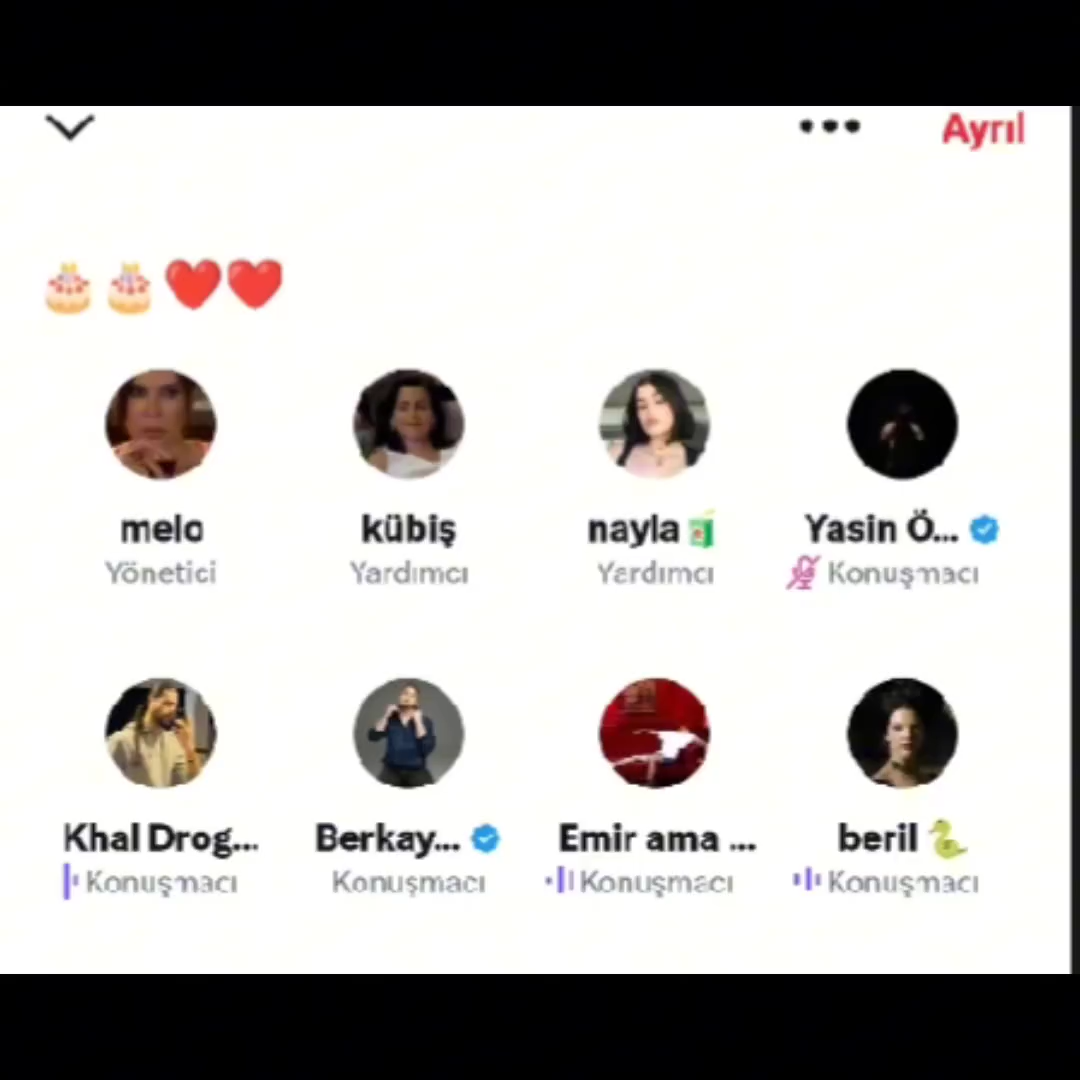 Ayrıl
🎂🎂❤️❤️
melo
kübiş
nayla🧃
Yasin Ö...
Yönetici
Yardımcı
Yardımcı
Konuşmacı
Khal Drog...
Berkay...
Emir ama ...
beril 🐍
Konuşmacı
Konuşmacı
Konuşmacı
Konuşmacı